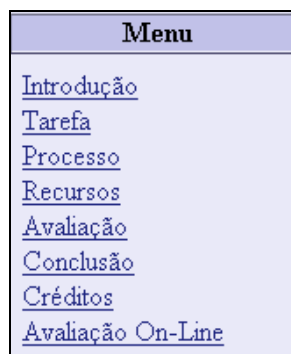 Menu
Introdução
Tarefa
Processo
Recursos
Avaliação
Conclusão
Créditos
Avaliação On-Line